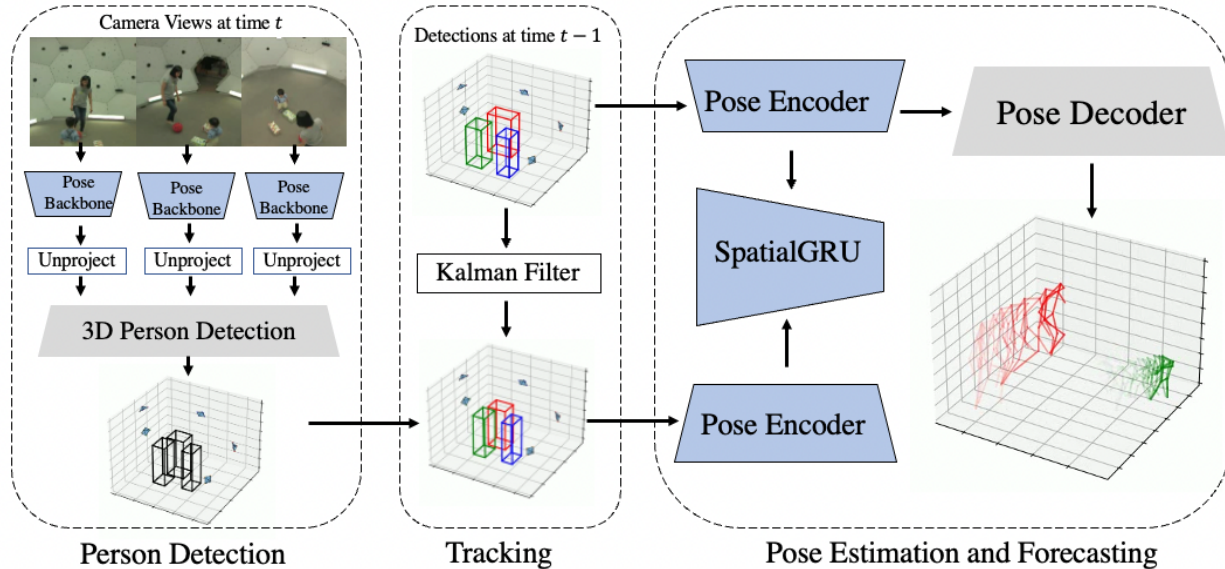 Camera Views at time t
Pose
Backbone
Pose
Backbone
Pose
Backbone
Unproject
Unproject
Unproject
3D Person Detection
Person Detection
Detections at time t − 1
Kalman Filter
Tracking
Pose Encoder
Pose Decoder
SpatialGRU
Pose Encoder
Pose Estimation and Forecasting